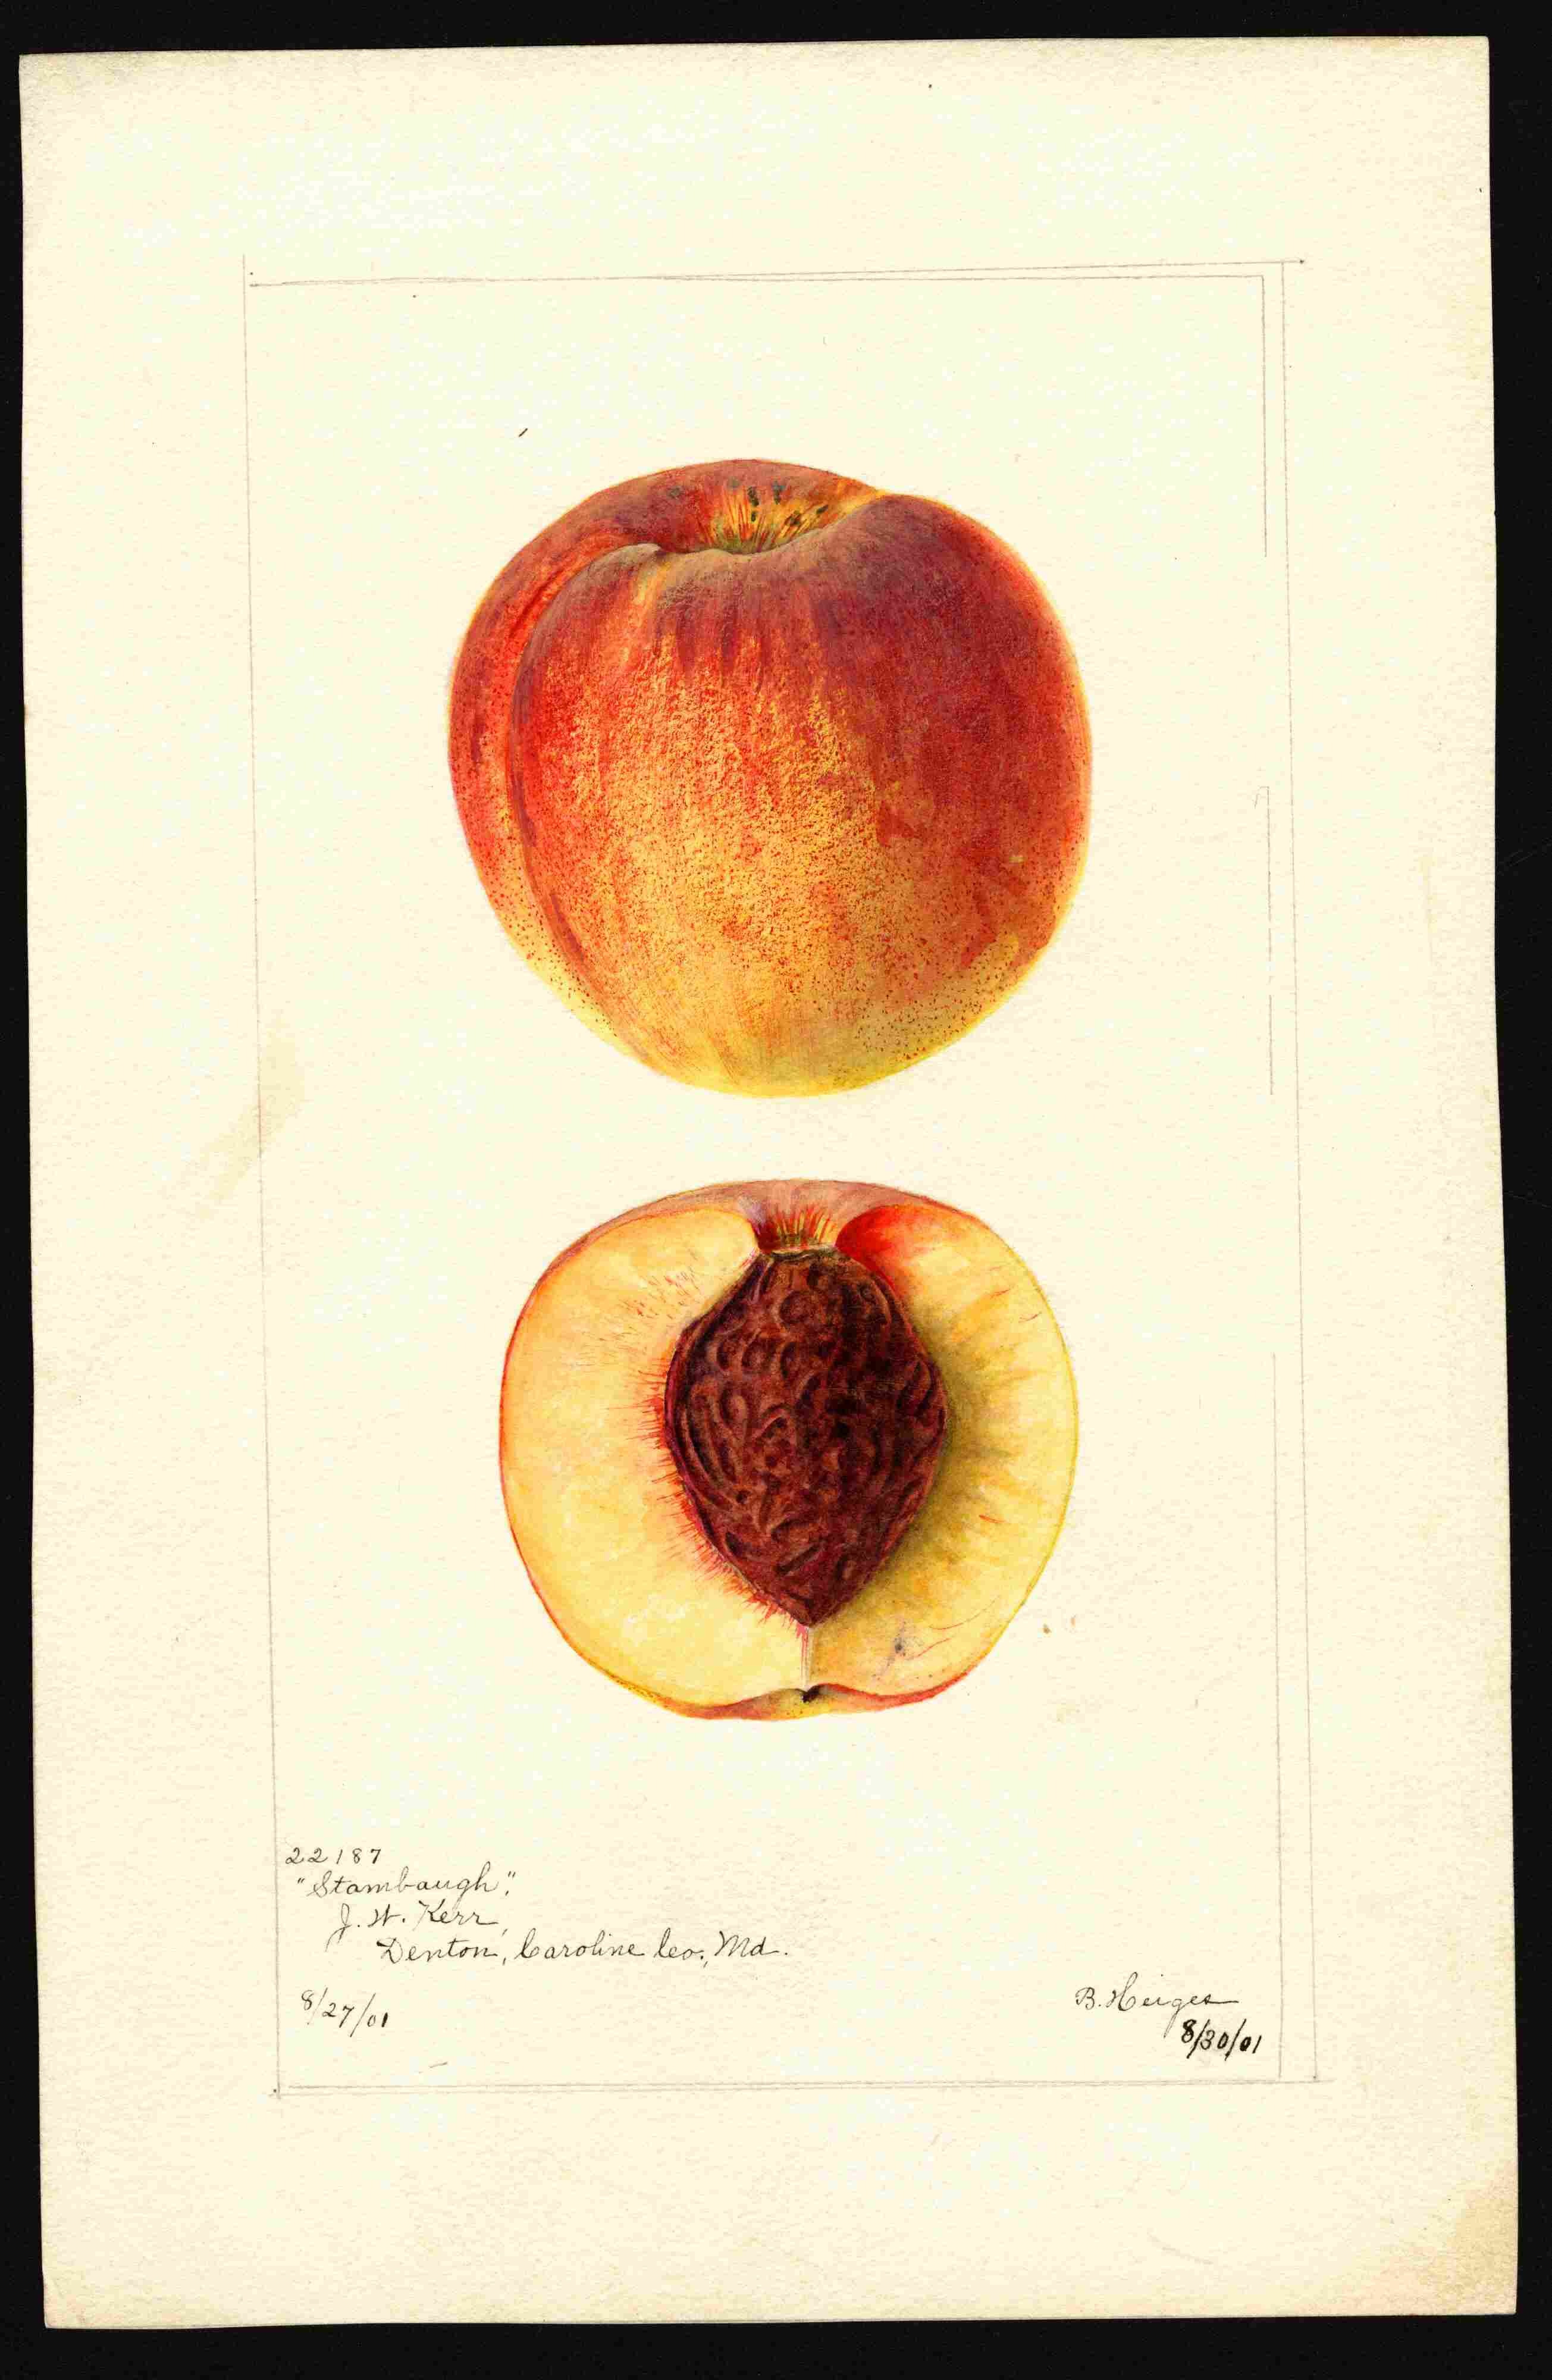 22187
"Stambaugh",
J. W. Kerr,
Denton, Caroline Co., Md.
8/27/01
B. Heiges
8/30/01